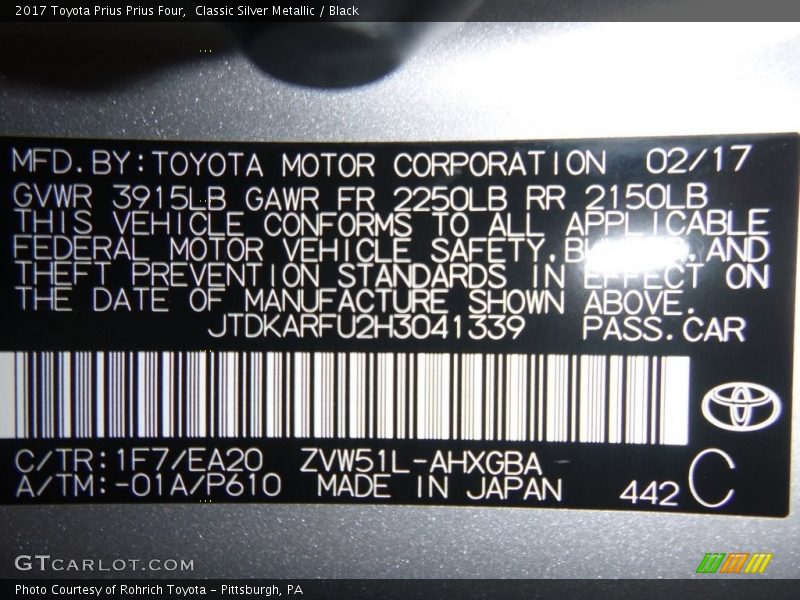 2017 Toyota Prius Prius Four,  Classic Silver Metallic / Black
MFD.BY:TOYOTA MOTOR CORPORATION 02/17
GVWR 3915LB GAWR FR 2250LB RR 2150LB
THIS VEHICLE CONFORMS TO ALL APPLICABLE
FEDERAL MOTOR VEHICLE SAFETY, AND
THEFT PREVENTION STANDARDS IN EFFECT ON
THE DATE OF MANUFACTURE SHOWN ABOVE.
JTDKARFU2H3041339 PASS.CAR
C/TR:1F7/EA20 ZVW51L-AHXGBA
A/TM:-01A/P610 MADE IN JAPAN 442 C
GTCARLOT.COM
Photo Courtesy of Rohrich Toyota - Pittsburgh, PA